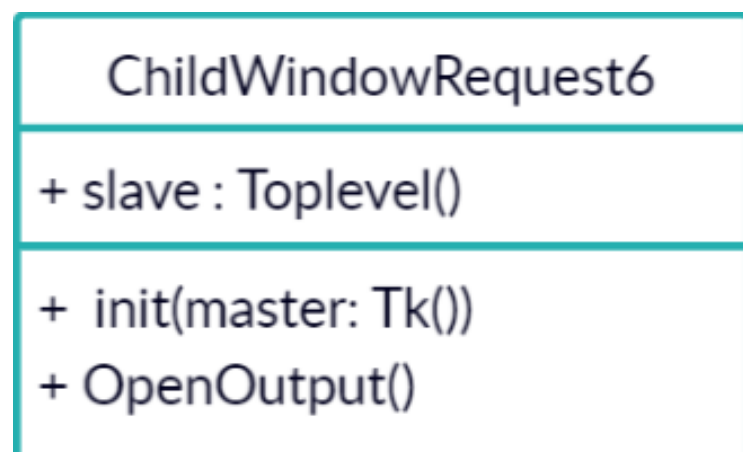 ChildWindowRequest6
+ slave : Toplevel()
+ init(master: Tk())
+ OpenOutput()